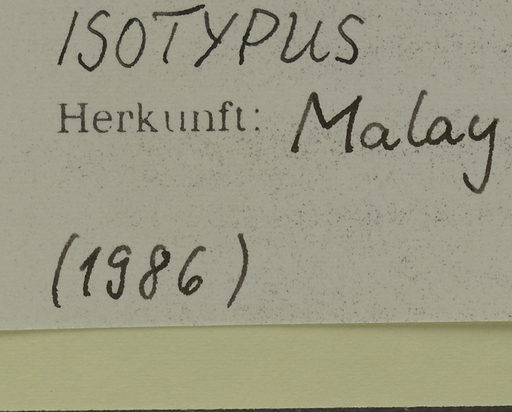 ISOTYPUS
Herkunft: Malay
(1986)